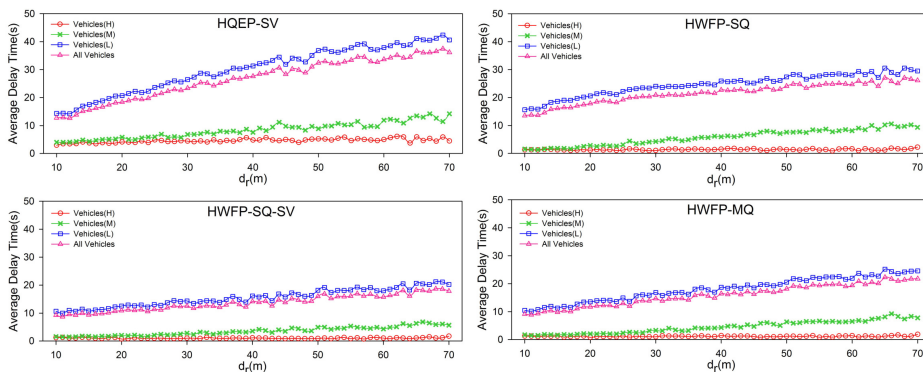 HQEP-SV
Vehicles(H)
Vehicles(M)
Vehicles(L)
All Vehicles
Average Delay Time(s)
50
40
30
20
10
0
10 20 30 40 50 60 70
dr(m)
HWFP-SQ
Vehicles(H)
Vehicles(M)
Vehicles(L)
All Vehicles
Average Delay Time(s)
50
40
30
20
10
0
10 20 30 40 50 60 70
dr(m)
HWFP-SQ-SV
Vehicles(H)
Vehicles(M)
Vehicles(L)
All Vehicles
Average Delay Time(s)
50
40
30
20
10
0
10 20 30 40 50 60 70
dr(m)
HWFP-MQ
Vehicles(H)
Vehicles(M)
Vehicles(L)
All Vehicles
Average Delay Time(s)
50
40
30
20
10
0
10 20 30 40 50 60 70
dr(m)